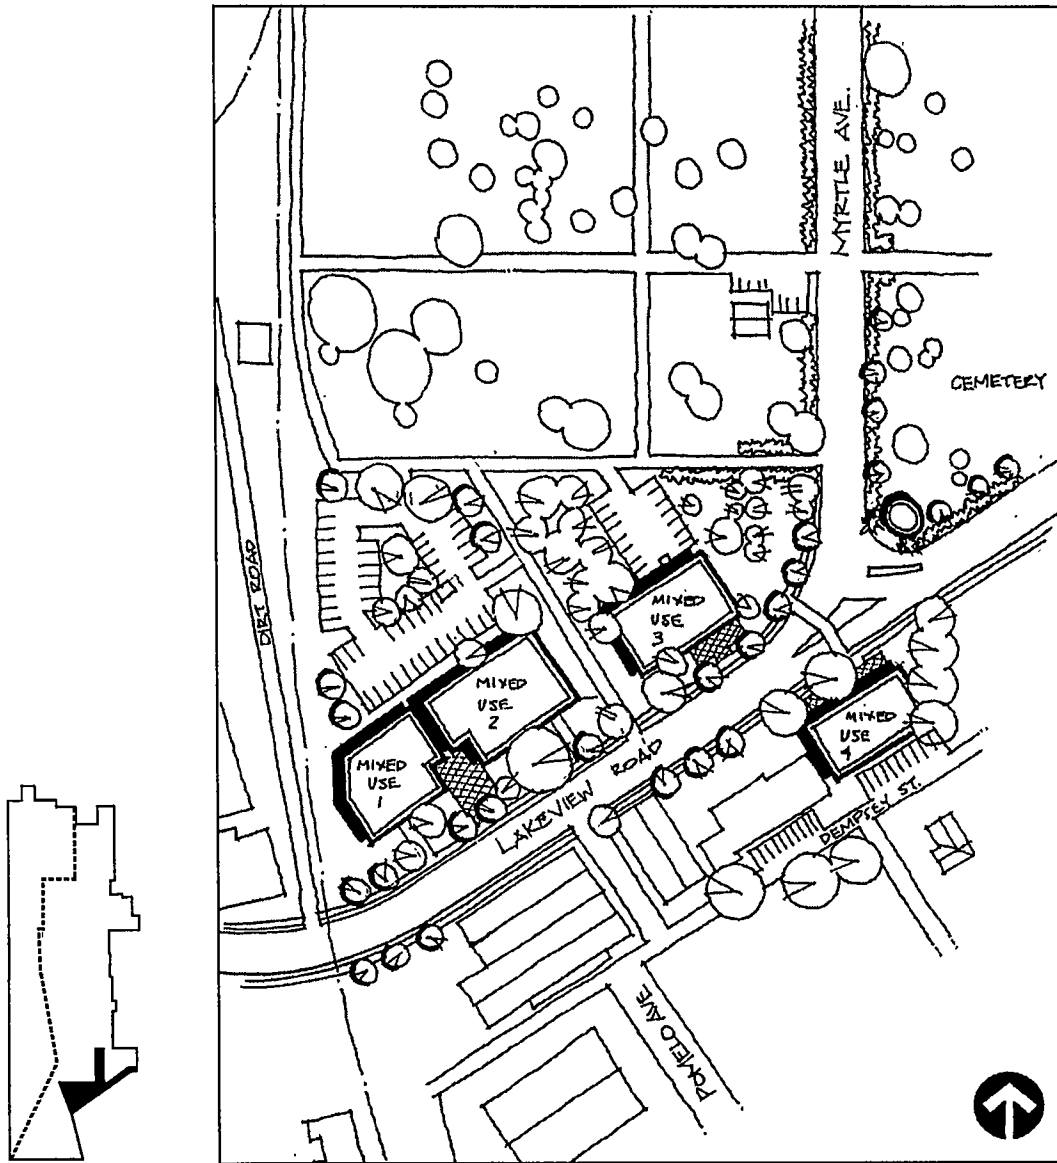 MYRTLE AVE.
CEMETERY
DIRT ROAD
MIXED
USE
3
MIXED
USE
2
MIXED
USE
4
MIXED
USE
1
LAKEVIEW ROAD
DEMPSEY ST.
POMELO AVE.